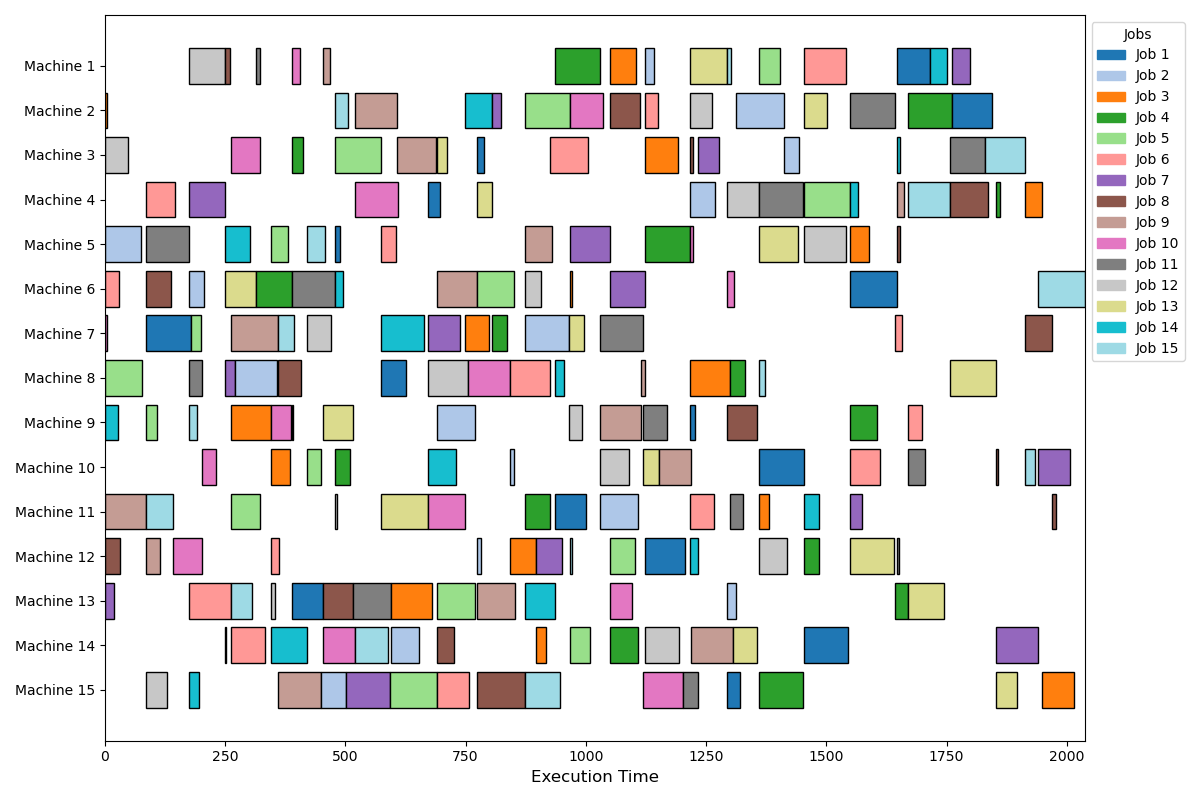 Machine 1
Machine 2
Machine 3
Machine 4
Machine 5
Machine 6
Machine 7
Machine 8
Machine 9
Machine 10
Machine 11
Machine 12
Machine 13
Machine 14
Machine 15
0 250 500 750 1000 1250 1500 1750 2000
Execution Time
Jobs
Job 1
Job 2
Job 3
Job 4
Job 5
Job 6
Job 7
Job 8
Job 9
Job 10
Job 11
Job 12
Job 13
Job 14
Job 15